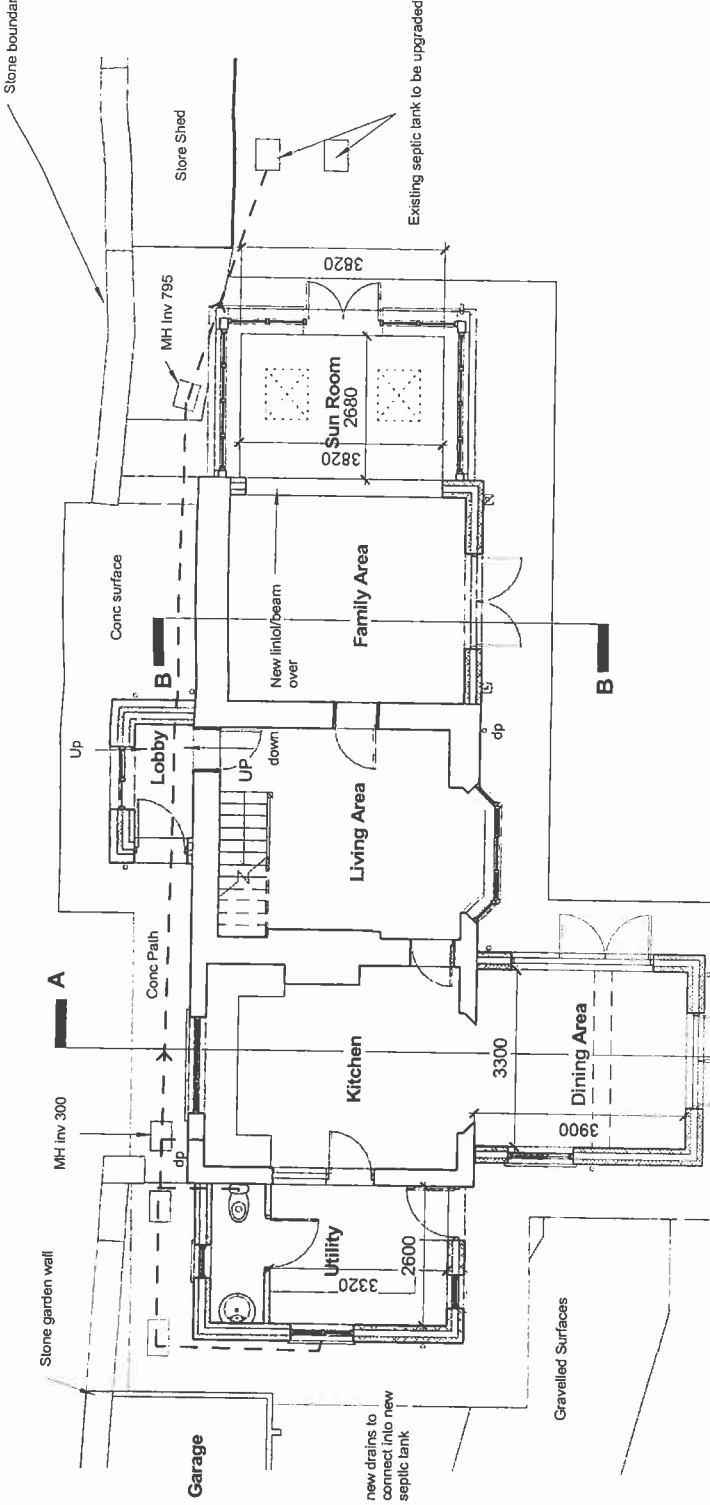 Stone boundar
Store Shed
Existing septic tank to be upgraded
MH Inv 795
3820
Sun Room
2680
3820
Conc surface
B
New lintol/beam
over
Family Area
B
Up
Lobby
UP
down
Living Area
dp
A
Conc Path
MH inv 300
dp
Kitchen
3300
Dining Area
3900
Stone garden wall
Utility
3320
2600
Garage
new drains to
connect into new
septic tank
Gravelled Surfaces